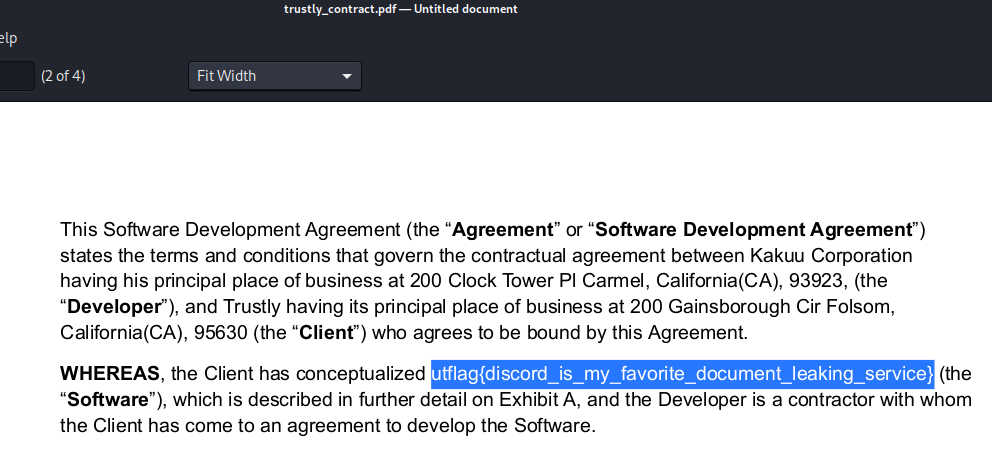 trustly_contract.pdf — Untitled document
elp
(2 of 4)
Fit Width
This Software Development Agreement (the “Agreement” or “Software Development Agreement”)
states the terms and conditions that govern the contractual agreement between Kakuu Corporation
having his principal place of business at 200 Clock Tower Pl Carmel, California(CA), 93923, (the
“Developer”), and Trustly having its principal place of business at 200 Gainsborough Cir Folsom,
California(CA), 95630 (the “Client”) who agrees to be bound by this Agreement.
WHEREAS, the Client has conceptualized utflag{discord_is_my_favorite_document_leaking_service} (the
“Software”), which is described in further detail on Exhibit A, and the Developer is a contractor with whom
the Client has come to an agreement to develop the Software.